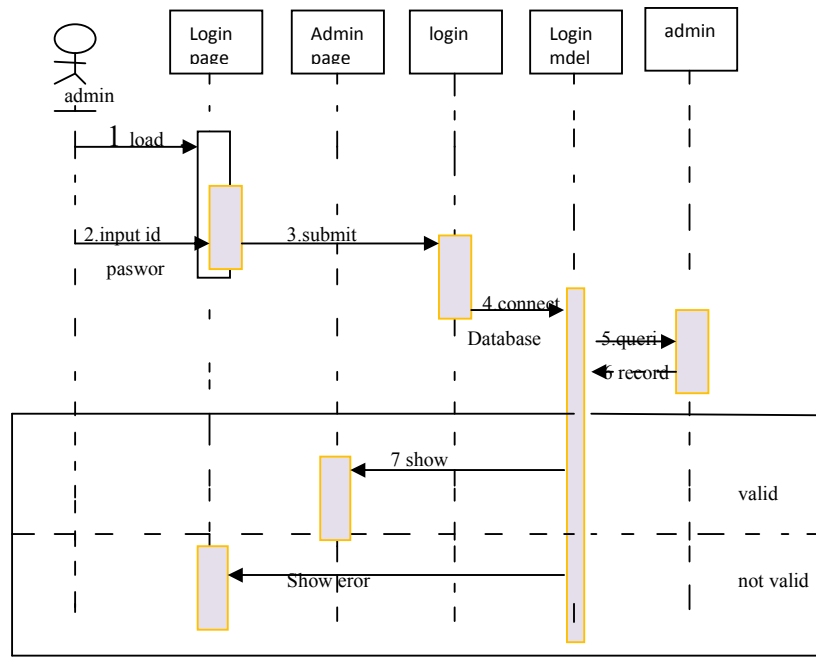 Login
page
Admin
page
login
Login
mdel
admin
admin
1 load
2.input id
paswor
3.submit
4 connect
Database
5.queri
6 record
7 show
valid
Show eror
not valid